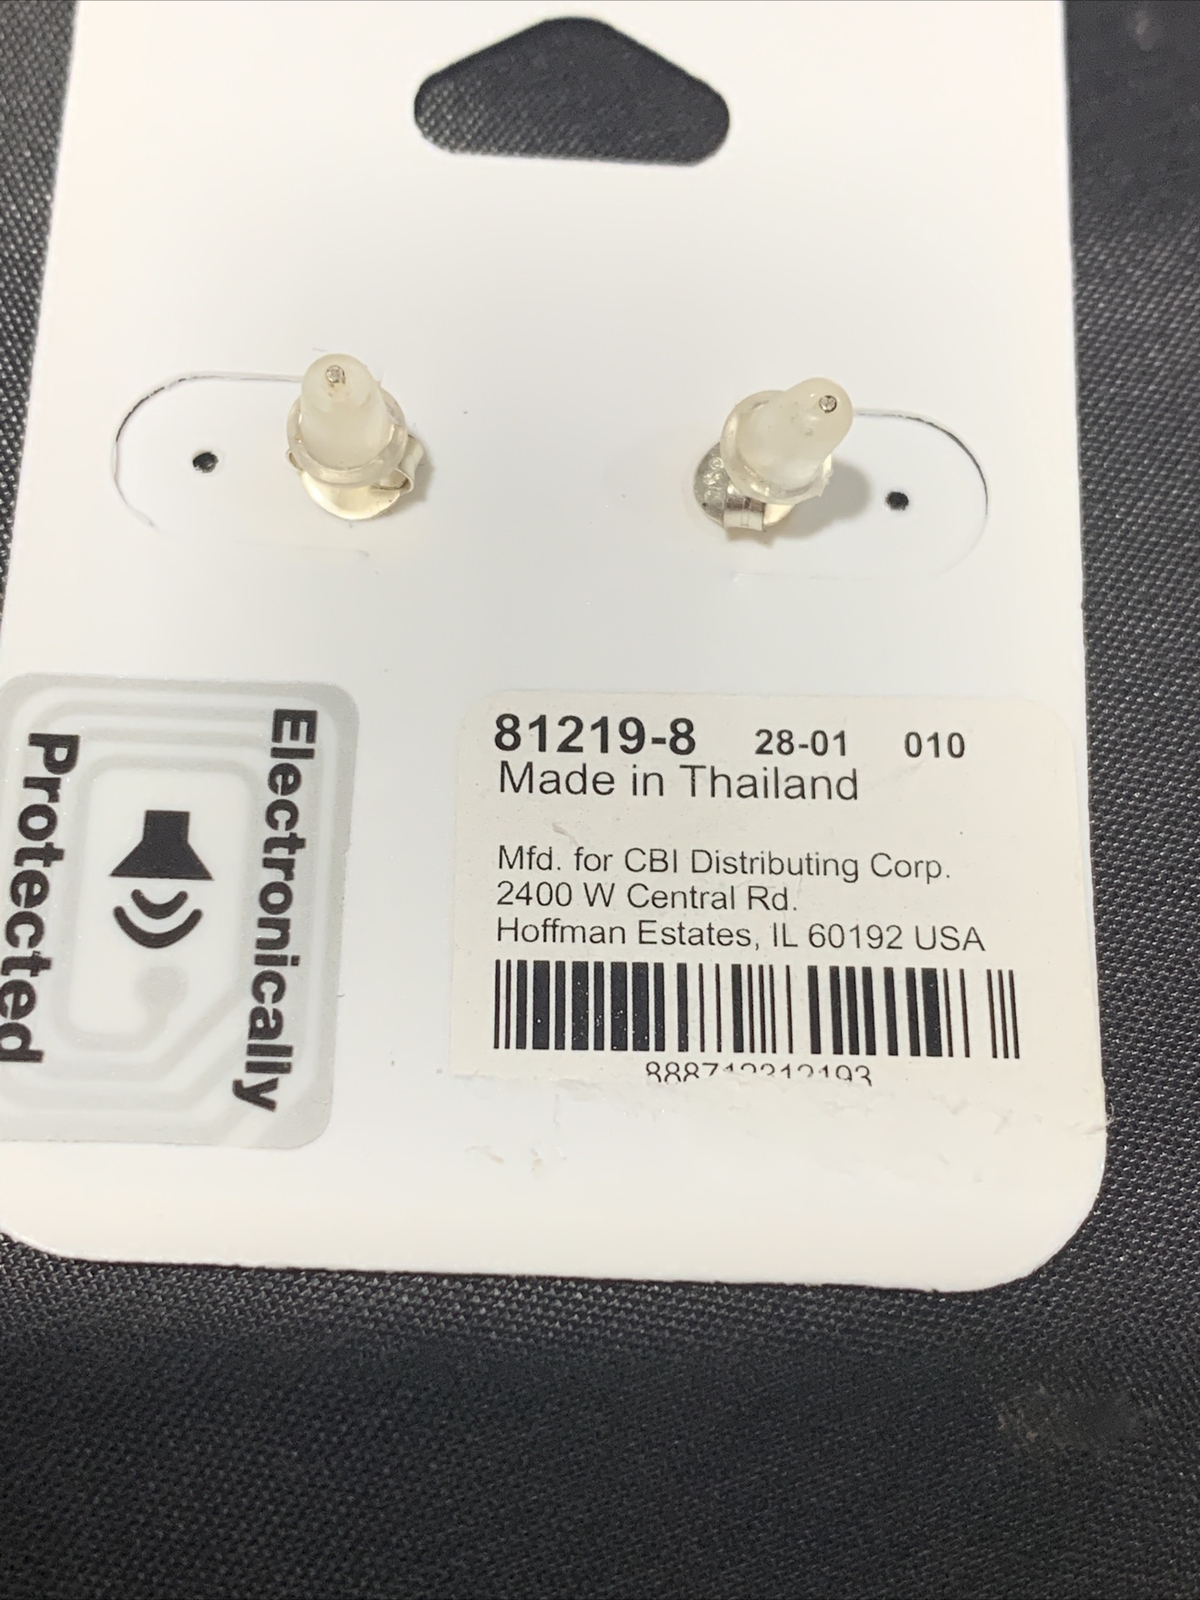 Electronically
Protected
81219-8 28-01 010
Made in Thailand
Mfd. for CBI Distributing Corp.
2400 W Central Rd.
Hoffman Estates, IL 60192 USA
888712212193